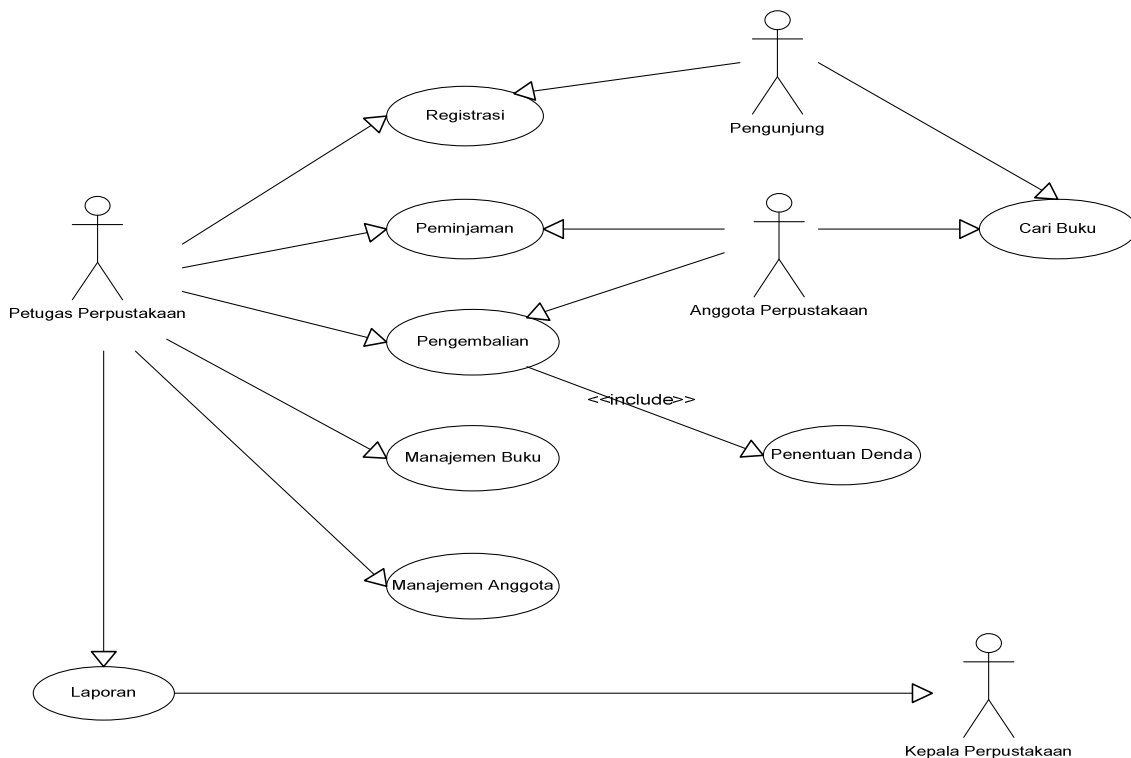 Registrasi
Pengunjung
Peminjaman
Cari Buku
Petugas Perpustakaan
Anggota Perpustakaan
Pengembalian
<<include>>
Manajemen Buku
Penentuan Denda
Manajemen Anggota
Laporan
Kepala Perpustakaan